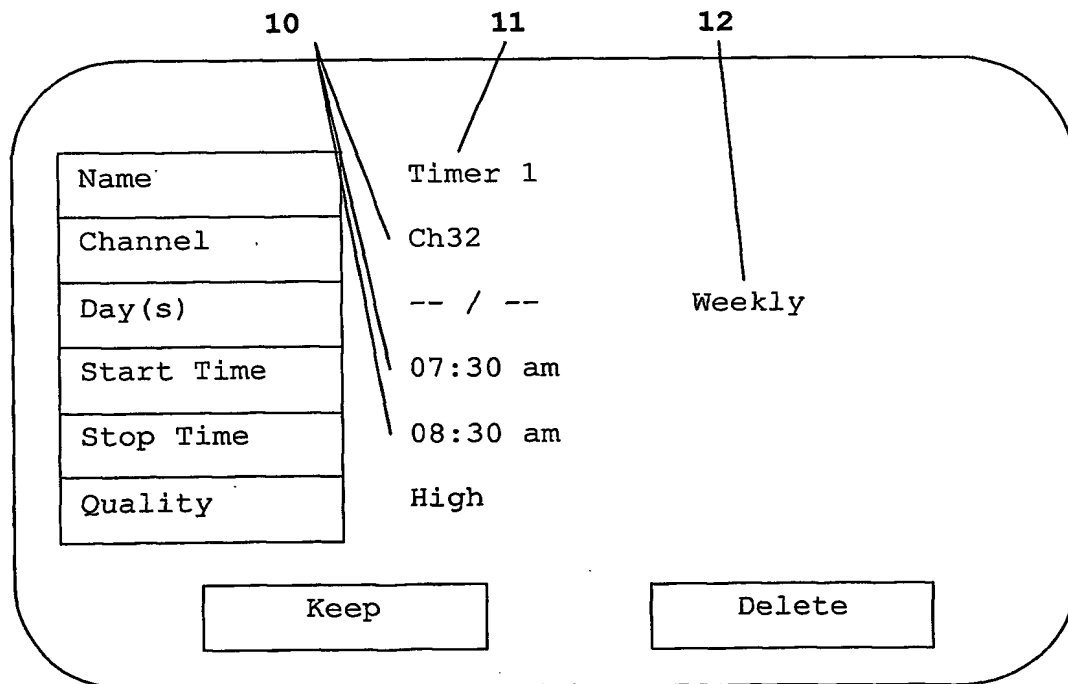 10 11 12
Name Timer 1
Channel Ch32
Day(s) -- / -- Weekly
Start Time 07:30 am
Stop Time 08:30 am
Quality High
Keep Delete